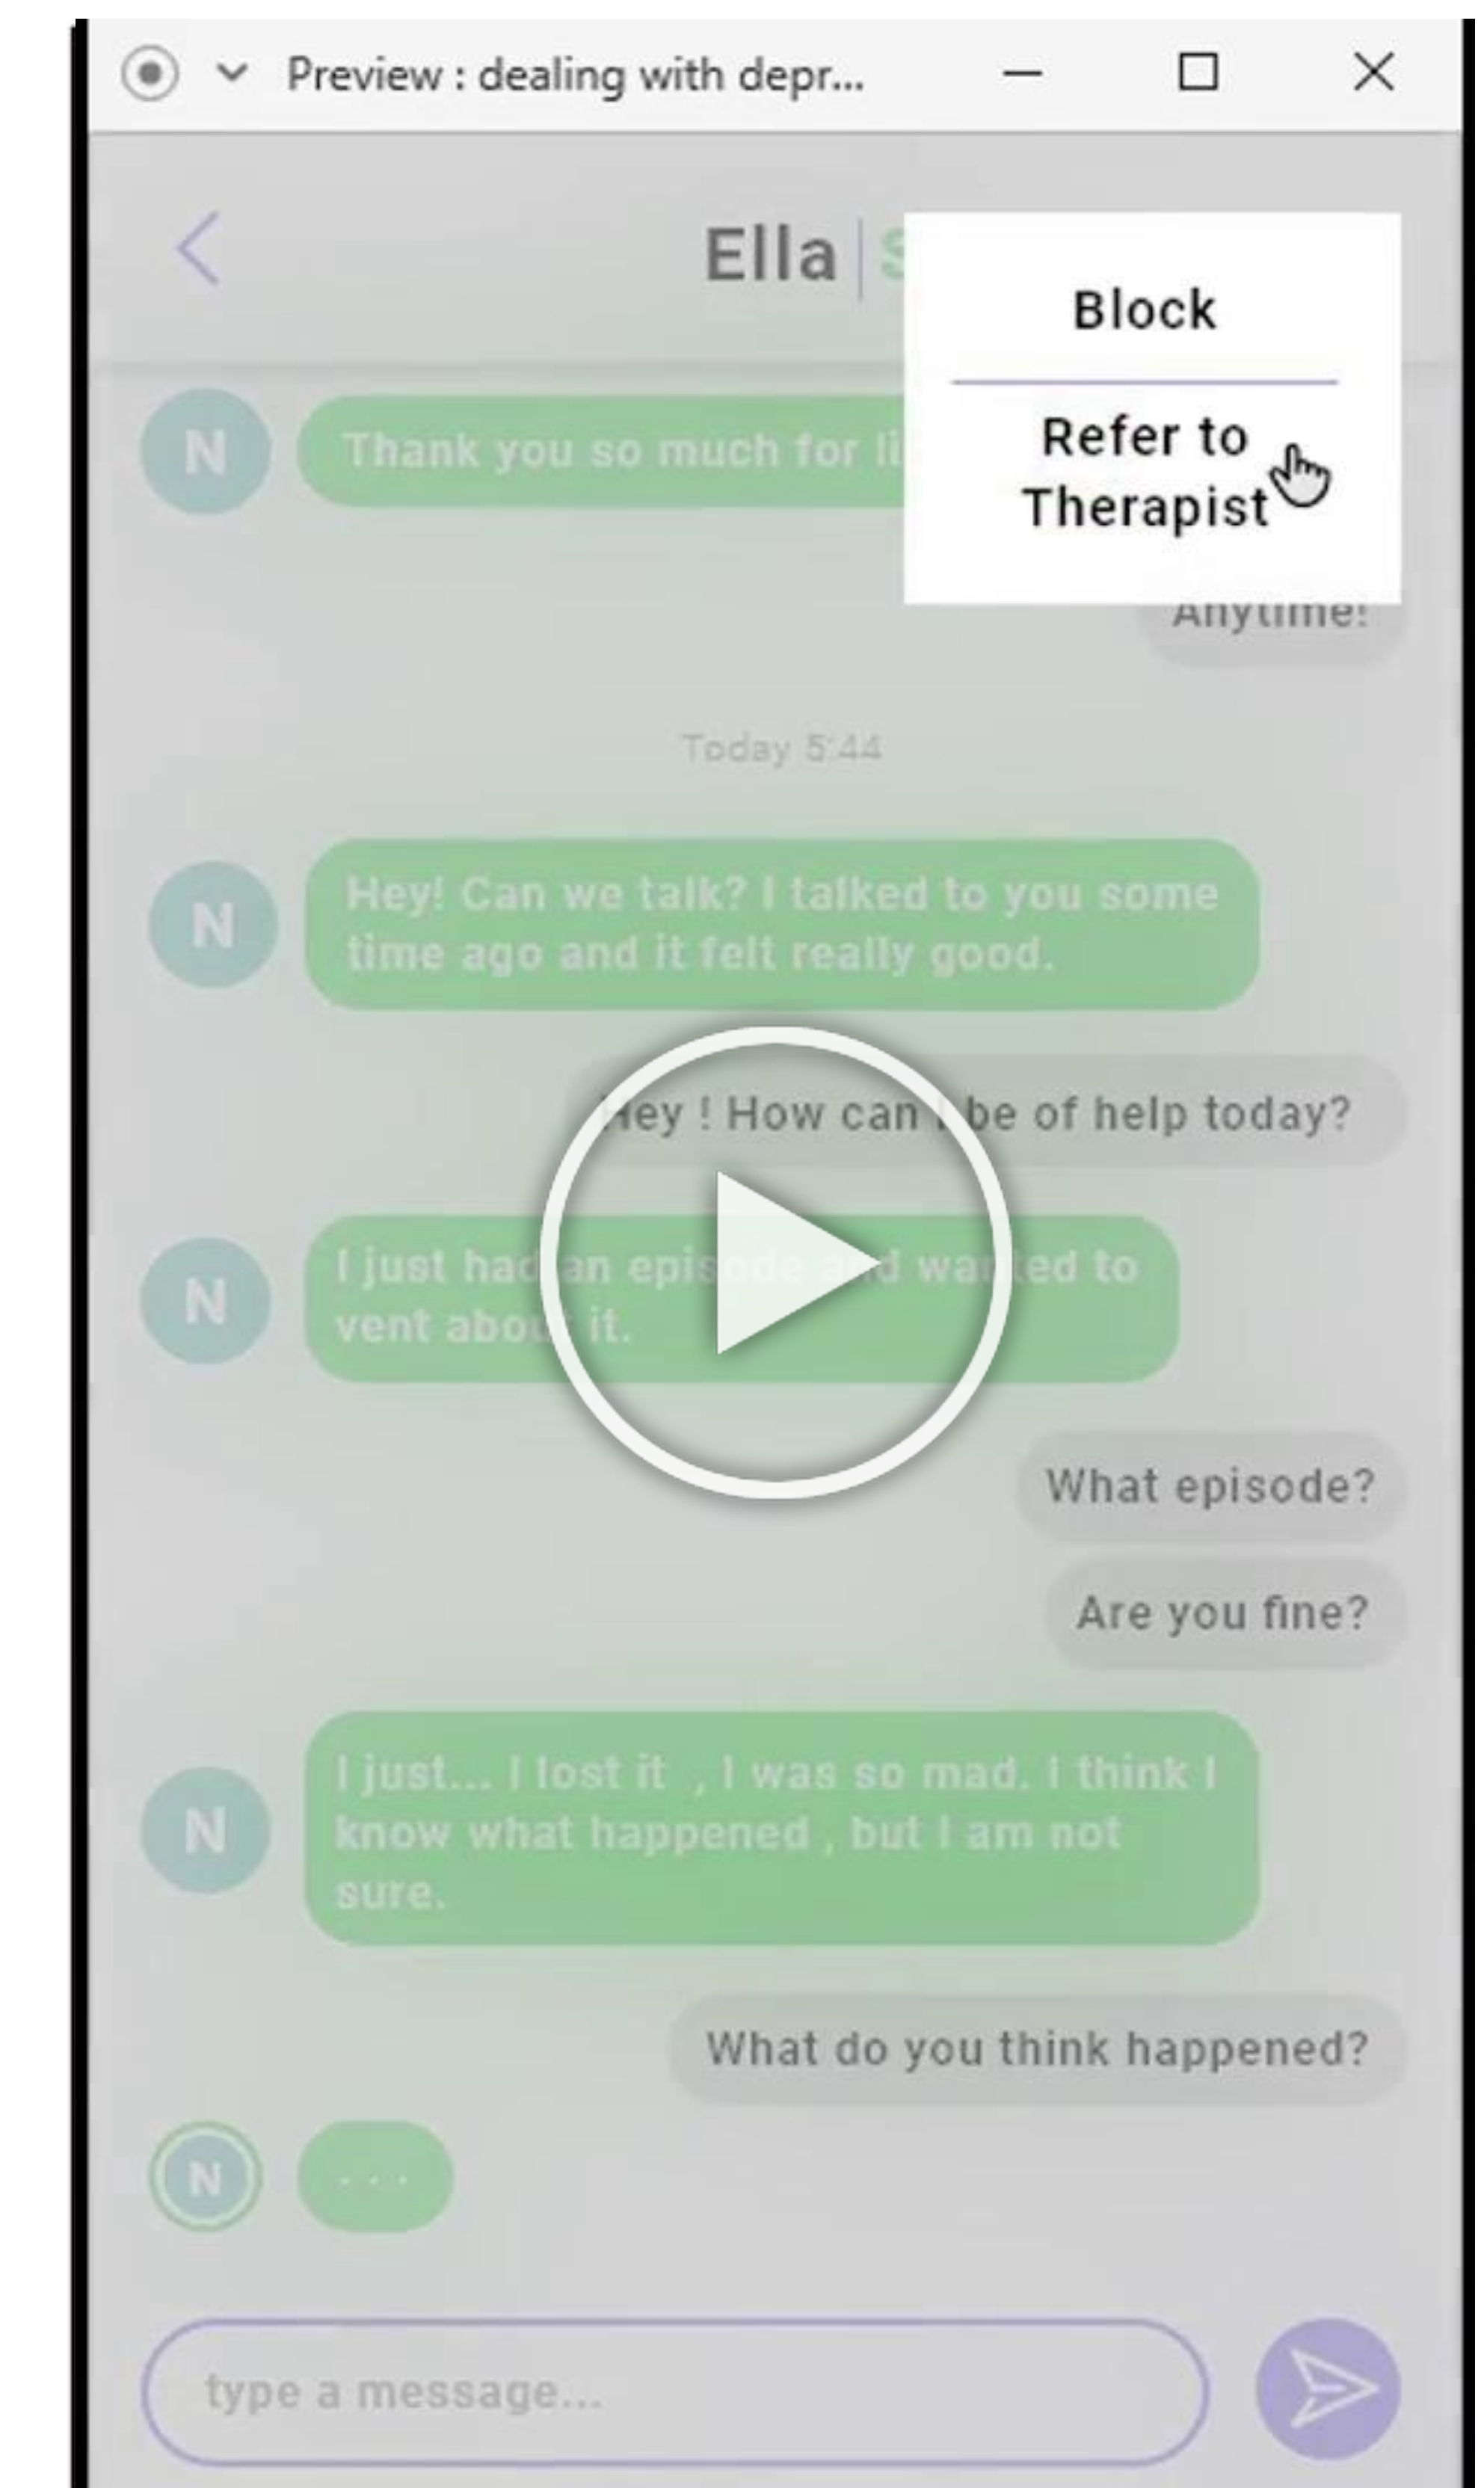 Preview : dealing with depr...
Ella
Block
Refer to
Therapist
N
Thank you so much for
Anytime!
Today 5:44
N
Hey! Can we talk? I talked to you some
time ago and it felt really good.
Hey ! How can I be of help today?
N
I just had an episode and wanted to
vent about it.
What episode?
Are you fine?
N
I just... I lost it , I was so mad. I think I
know what happened , but I am not
sure.
What do you think happened?
N
. . .
type a message...